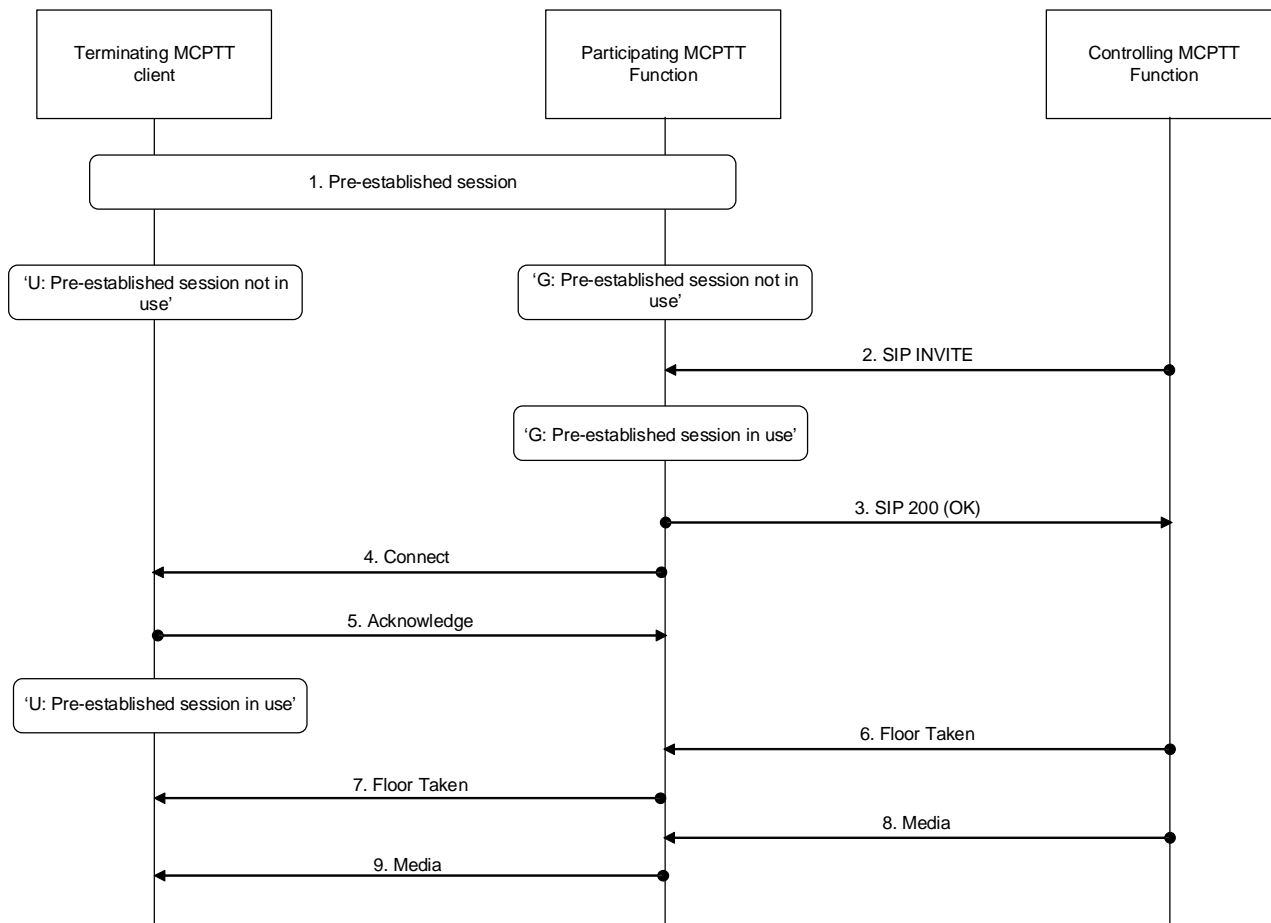 Terminating MCPTT
client
Participating MCPTT
Function
Controlling MCPTT
Function
1. Pre-established session
‘U: Pre-established session not in
use’
‘G: Pre-established session not in
use’
2. SIP INVITE
‘G: Pre-established session in use’
3. SIP 200 (OK)
4. Connect
5. Acknowledge
‘U: Pre-established session in use’
6. Floor Taken
7. Floor Taken
8. Media
9. Media